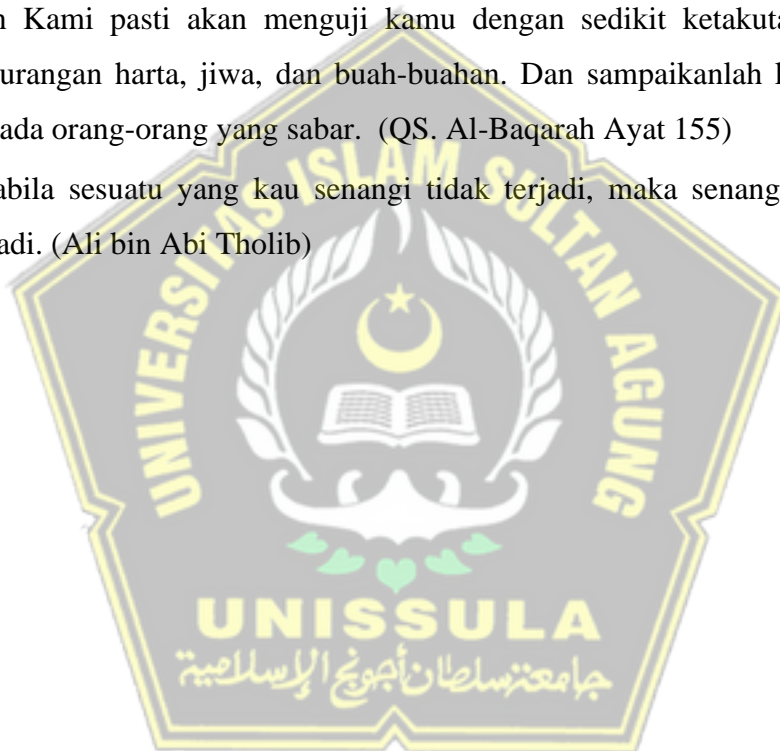 n Kami pasti akan menguji kamu dengan sedikit ketakuta
urangan harta, jiwa, dan buah-buahan. Dan sampaikanlah
ada orang-orang yang sabar. (QS. Al-Baqarah Ayat 155)
abila sesuatu yang kau senangi tidak terjadi, maka senang
adi. (Ali bin Abi Tholib)
UNIVERSITAS ISLAM SULTAN AGUNG
UNISSULA
جامعنسلطان أجونج الإسلامية